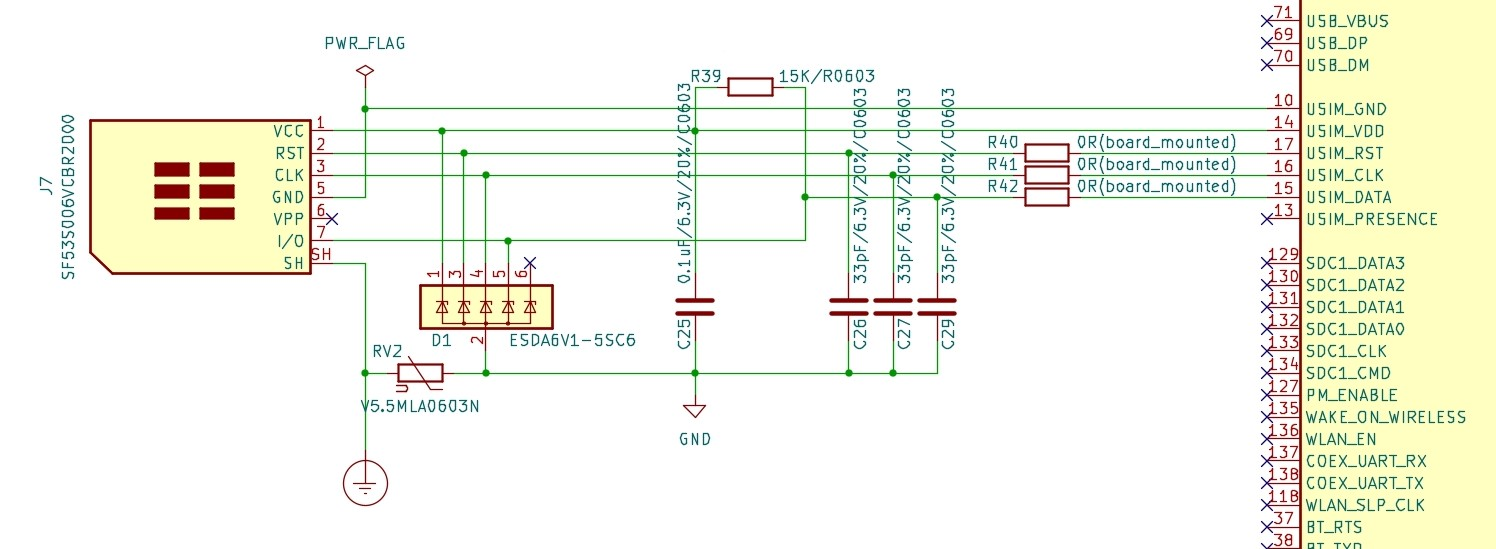 PWR_FLAG
J7
SF53S006VCBR2000
VCC 1
RST 2
CLK 3
GND 5
VPP 6
I/O 7
SH SH
R39 15K/R0603
0.1uF/6.3V/20%/C0603
C25
33pF/6.3V/20%/C0603
C26
33pF/6.3V/20%/C0603
C27
33pF/6.3V/20%/C0603
C29
R40 0R(board_mounted)
R41 0R(board_mounted)
R42 0R(board_mounted)
1 3 4 5 6
D1 2 ESDA6V1-5SC6
RV2
U
V5.5MLA0603N
GND
71 USB_VBUS
69 USB_DP
70 USB_DM
10 USIM_GND
14 USIM_VDD
17 USIM_RST
16 USIM_CLK
15 USIM_DATA
13 USIM_PRESENCE
129 SDC1_DATA3
130 SDC1_DATA2
131 SDC1_DATA1
132 SDC1_DATA0
133 SDC1_CLK
134 SDC1_CMD
127 PM_ENABLE
135 WAKE_ON_WIRELESS
136 WLAN_EN
137 COEX_UART_RX
138 COEX_UART_TX
118 WLAN_SLP_CLK
37 BT_RTS
38 BT_TXD